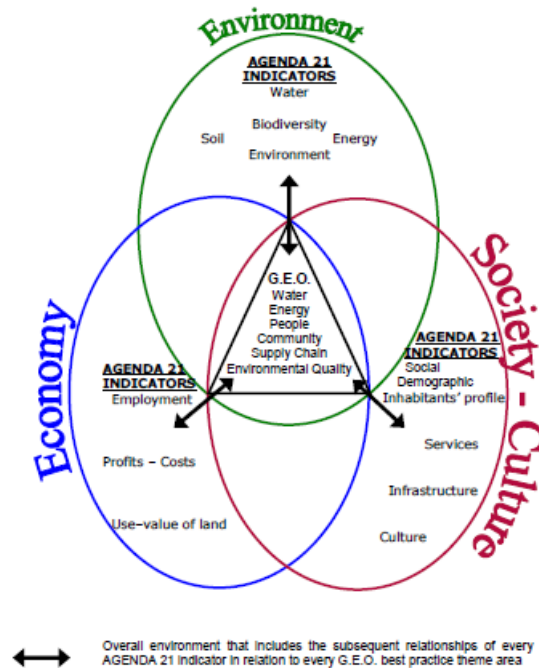 Environment
AGENDA 21
INDICATORS
Water
Biodiversity
Soil
Energy
Environment
G.E.O.
Water
Energy
People
Community
Supply Chain
Environmental Quality
Economy
AGENDA 21
INDICATORS
Employment
Profits – Costs
Use–value of land
Society - Culture
AGENDA 21
INDICATORS
Social
Demographic
Inhabitants' profile
Services
Infrastructure
Culture
Overall environment that includes the subsequent relationships of every
AGENDA 21 indicator in relation to every G.E.O. best practice theme area